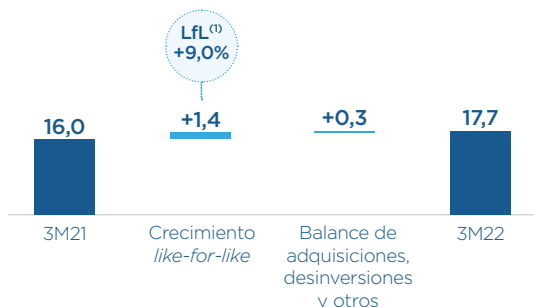 LfL(1)
+9,0%
16,0
+1,4
+0,3
17,7
3M21
Crecimiento
like-for-like
Balance de
adquisiciones,
desinversiones
y otros
3M22